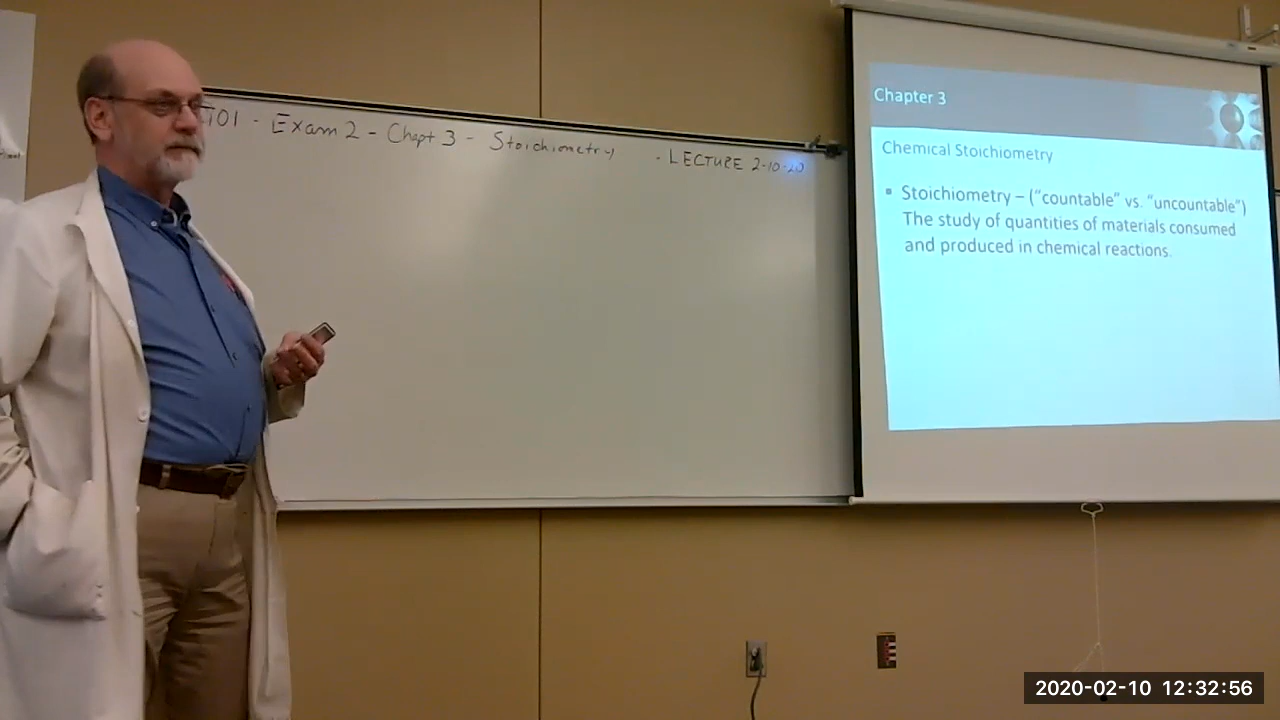 101 - Exam 2 - Chapt 3 - Stoichiometry - LECTURE 2-10-20
Chapter 3
Chemical Stoichiometry
• Stoichiometry – (“countable” vs. “uncountable”)
The study of quantities of materials consumed
and produced in chemical reactions.
2020-02-10 12:32:56